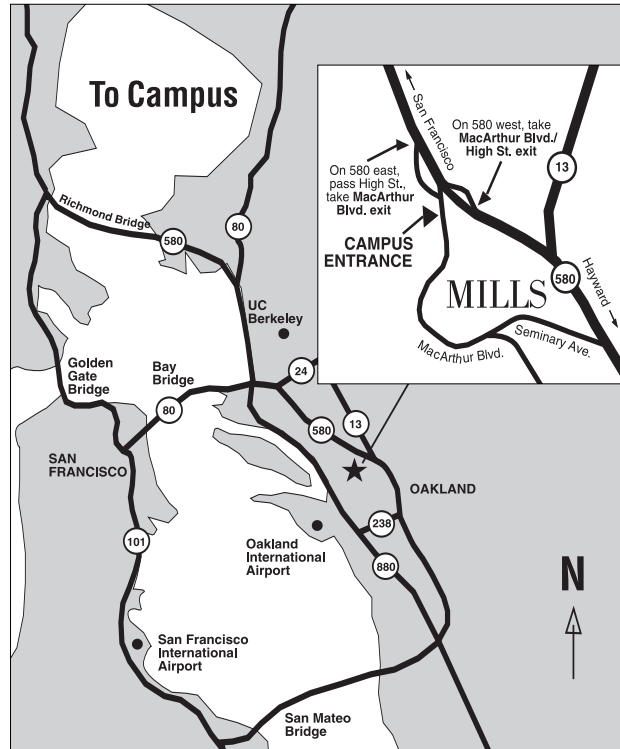 To Campus
San Francisco
On 580 west, take
MacArthur Blvd./
High St. exit
13
On 580 east,
pass High St.,
take MacArthur
Blvd. exit
CAMPUS
ENTRANCE
580
Hayward
MILLS
Seminary Ave.
MacArthur Blvd.
Richmond Bridge
580
80
UC
Berkeley
Golden
Gate
Bridge
Bay
Bridge
80
24
13
580
SAN
FRANCISCO
OAKLAND
238
101
Oakland
International
Airport
880
N
San Francisco
International
Airport
San Mateo
Bridge